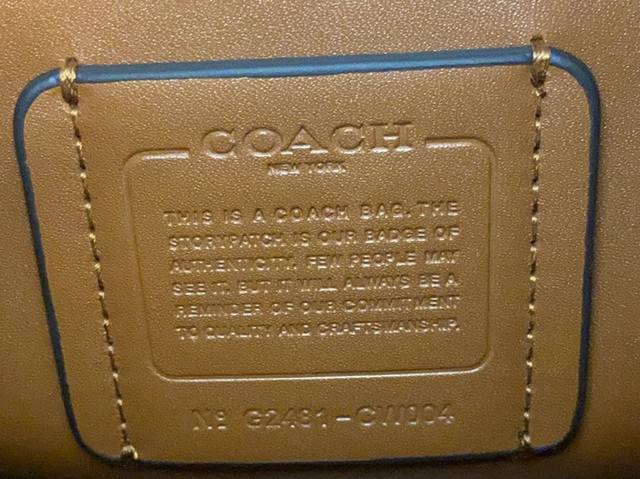 COACH
NEW YORK
THIS IS A COACH BAG. THE
STORYPATCH IS OUR BADGE OF
AUTHENTICITY. FEW PEOPLE MAY
SEE IT. BUT IT WILL ALWAYS BE A
REMINDER OF OUR COMMITMENT
TO QUALITY AND CRAFTSMANSHIP.
Nº G2481-CW004